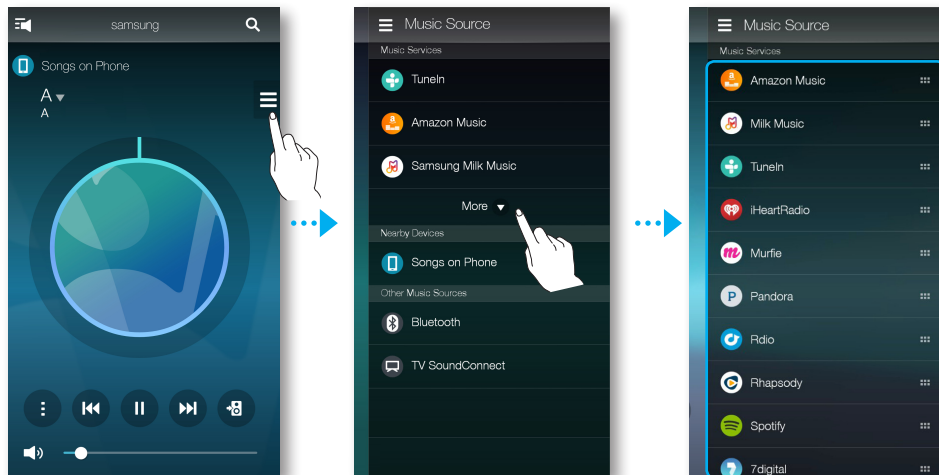 samsung
Songs on Phone
A
A
Music Source
Music Services
TuneIn
Amazon Music
Samsung Milk Music
More
Nearby Devices
Songs on Phone
Other Music Sources
Bluetooth
TV SoundConnect
Music Source
Music Services
Amazon Music
Milk Music
TuneIn
iHeartRadio
Murfie
Pandora
Rdio
Rhapsody
Spotify
7digital